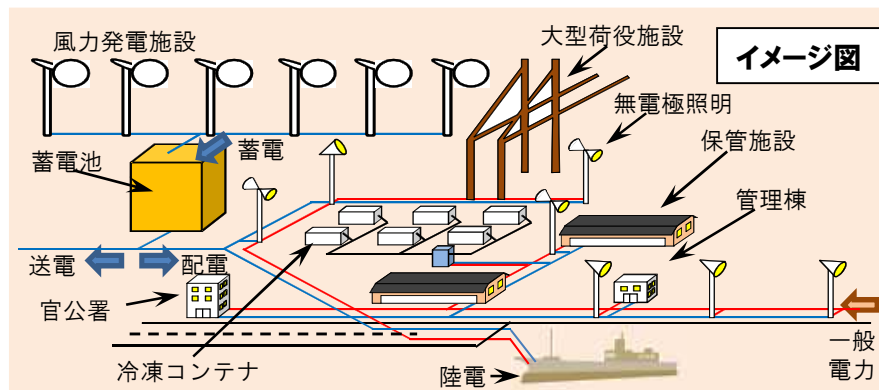 風力発電施設
大型荷役施設
イメージ図
無電極照明
蓄電
蓄電池
保管施設
管理棟
送電
配電
官公署
一般
電力
冷凍コンテナ
陸電